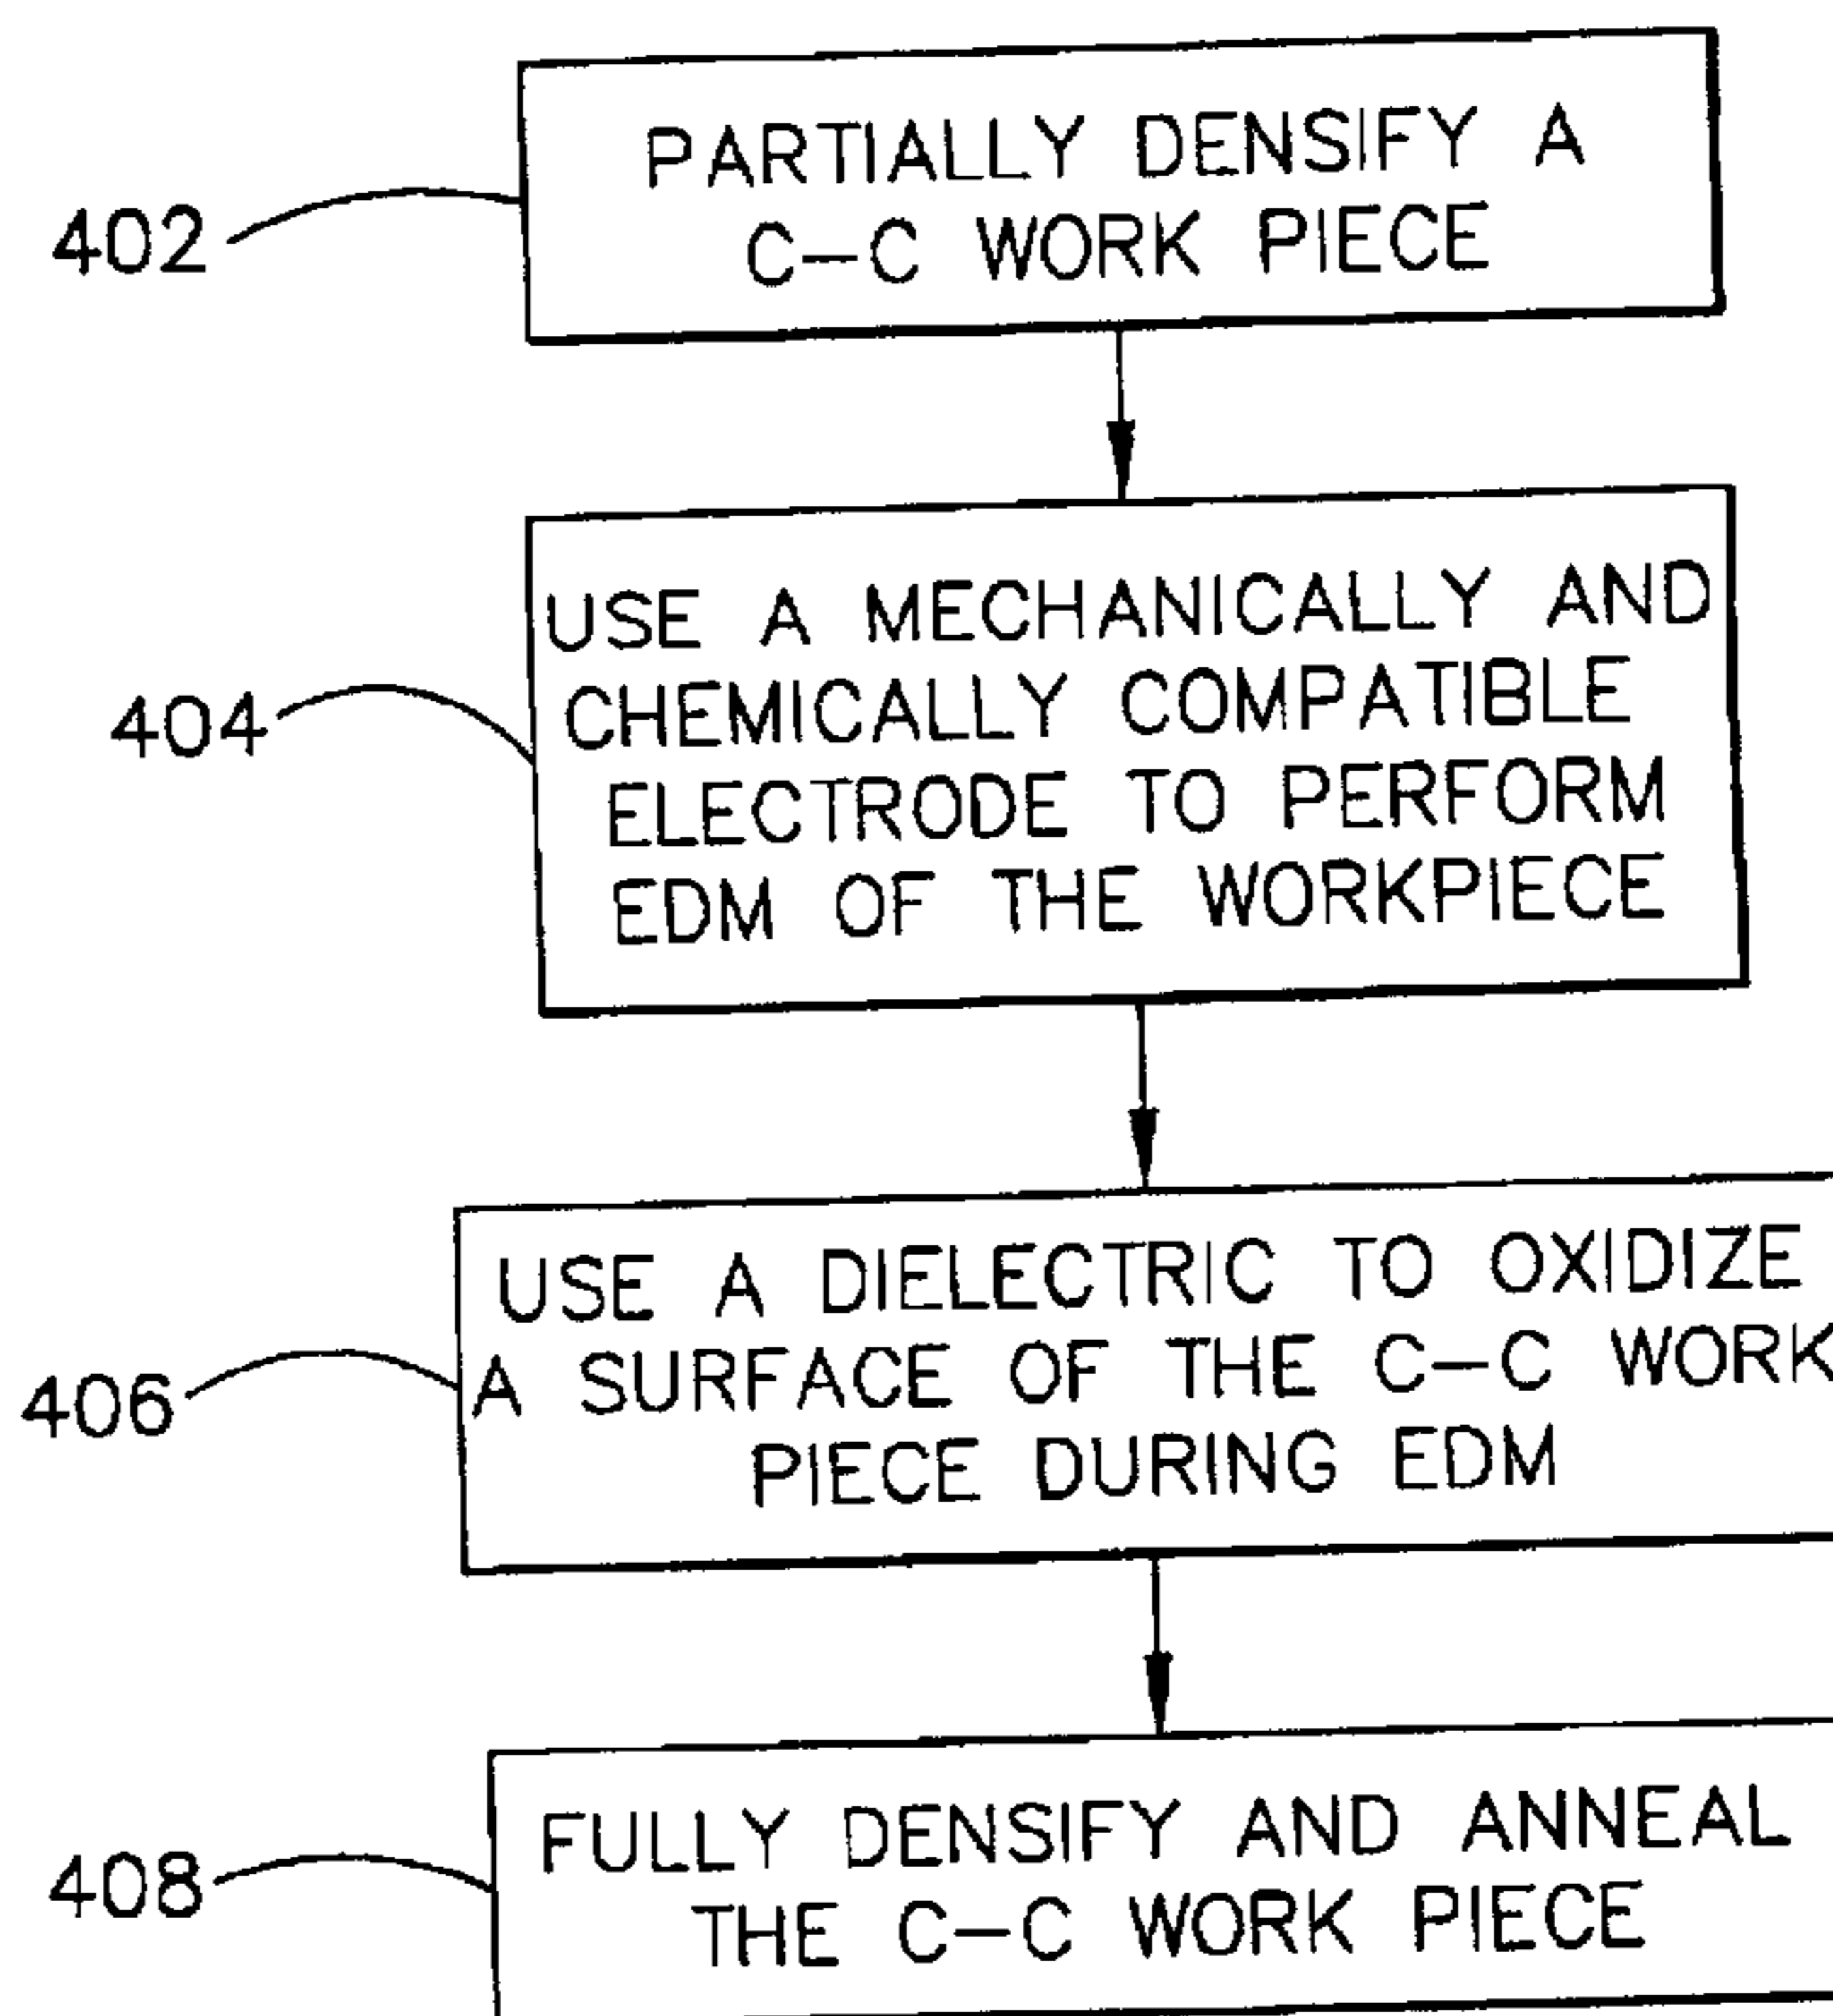 PARTIALLY DENSIFY A
C-C WORK PIECE
402
USE A MECHANICALLY AND
CHEMICALLY COMPATIBLE
ELECTRODE TO PERFORM
EDM OF THE WORKPIECE
404
USE A DIELECTRIC TO OXIDIZE
A SURFACE OF THE C-C WORK
PIECE DURING EDM
406
FULLY DENSIFY AND ANNEAL
THE C-C WORK PIECE
408